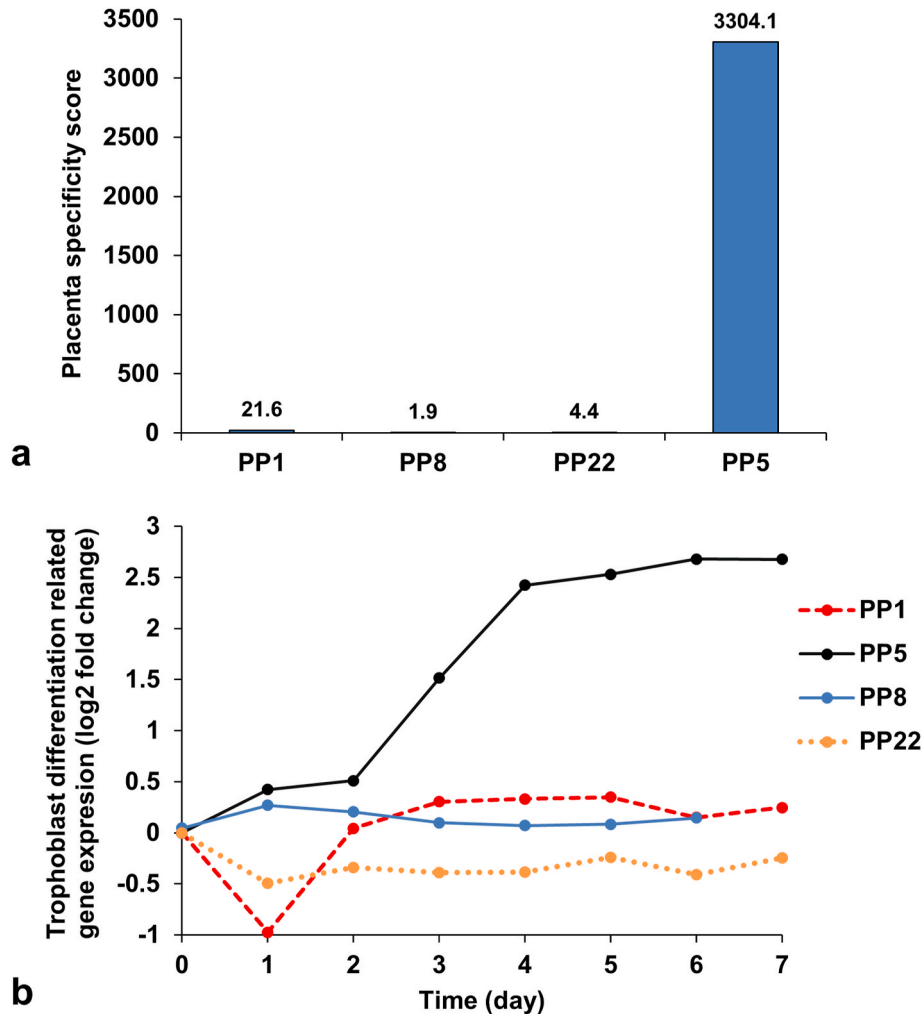 3500
3000
2500
2000
1500
1000
500
0
Placenta specificity score
21.6
1.9
4.4
3304.1
PP1 PP8 PP22 PP5
a
3
2.5
2
1.5
1
0.5
0
-0.5
-1
Trophoblast differentiation related
gene expresion (log2 fold change)
PP1
PP5
PP8
PP22
0 1 2 3 4 5 6 7
Time (day)
b